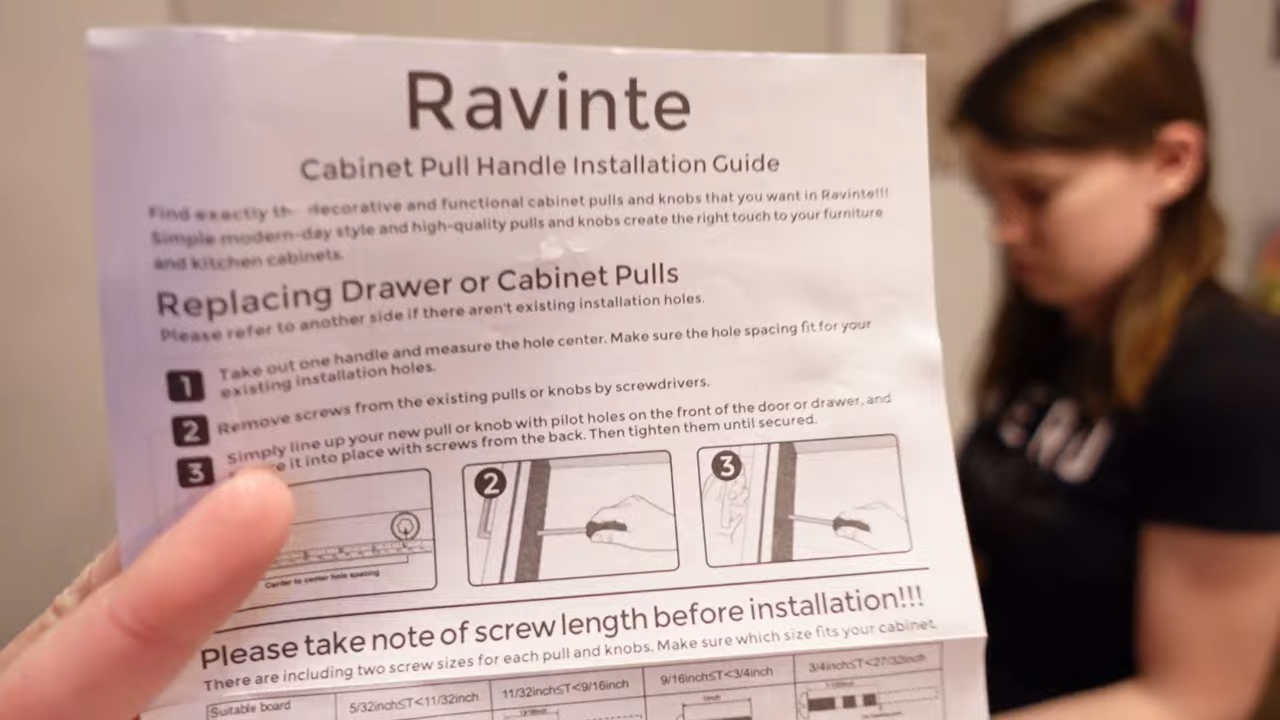 Ravinte
Cabinet Pull Handle Installation Guide
Find exactly decorative and functional cabinet pulls and knobs that you want in Ravinte!!!
Simple modern-day style and high-quality pulls and knobs create the right touch to your furniture
and kitchen cabinets.
Replacing Drawer or Cabinet Pulls
Please refer to another side if there aren't existing installation holes.
1 Take out one handle and measure the hole center. Make sure the hole spacing fit for your
existing installation holes.
2 Remove screws from the existing pulls or knobs by screwdrivers.
3 Simply line up your new pull or knob with pilot holes on the front of the door or drawer, and
it into place with screws from the back. Then tighten them until secured.
2
3
Center to center hole spacing
Please take note of screw length before installation!!!
There are including two screw sizes for each pull and knobs. Make sure which size fits your cabinet.
Suitable board 5/32inch≤T<11/32inch 11/32inch≤T<9/16inch 9/16inch≤T<3/4inch 3/4inch≤T<27/32inch